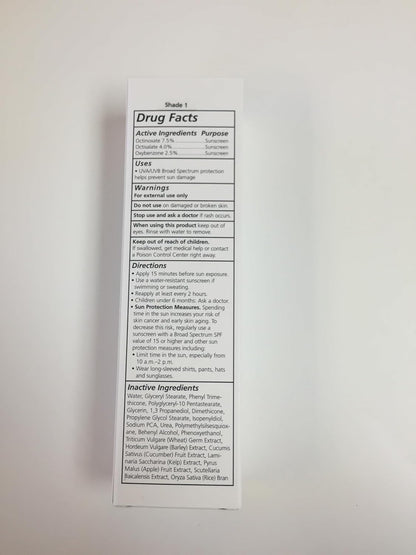 Shade 1
Drug Facts
Active Ingredients Purpose
Octinoxate 7.5% Sunscreen
Octisalate 4.0% Sunscreen
Oxybenzone 2.5% Sunscreen
Uses
• UVA/UVB Broad Spectrum protection
helps prevent sun damage
Warnings
For external use only
Do not use on damaged or broken skin.
Stop use and ask a doctor if rash occurs.
When using this product keep out of
eyes. Rinse with water to remove.
Keep out of reach of children.
If swallowed, get medical help or contact
a Poison Control Center right away.
Directions
• Apply 15 minutes before sun exposure.
• Use a water-resistant sunscreen if
swimming or sweating.
• Reapply at least every 2 hours.
• Children under 6 months: Ask a doctor.
• Sun Protection Measures. Spending
time in the sun increases your risk of
skin cancer and early skin aging. To
decrease this risk, regularly use a
sunscreen with a Broad Spectrum SPF
value of 15 or higher and other sun
protection measures including:
• Limit time in the sun, especially from
10 a.m.–2 p.m.
• Wear long-sleeved shirts, pants, hats
and sunglasses.
Inactive Ingredients
Water, Glyceryl Stearate, Phenyl Trime-
thicone, Polyglyceryl-10 Pentastearate,
Glycerin, 1,3 Propanediol, Dimethicone,
Propylene Glycol Stearate, Isopenyldiol,
Sodium PCA, Urea, Polymethylsilsesquiox-
ane, Behenyl Alcohol, Phenoxyethanol,
Triticum Vulgare (Wheat) Germ Extract,
Hordeum Vulgare (Barley) Extract, Cucumis
Sativus (Cucumber) Fruit Extract, Lami-
naria Saccharina (Kelp) Extract, Pyrus
Malus (Apple) Fruit Extract, Scutellaria
Baicalensis Extract, Oryza Sativa (Rice) Bran